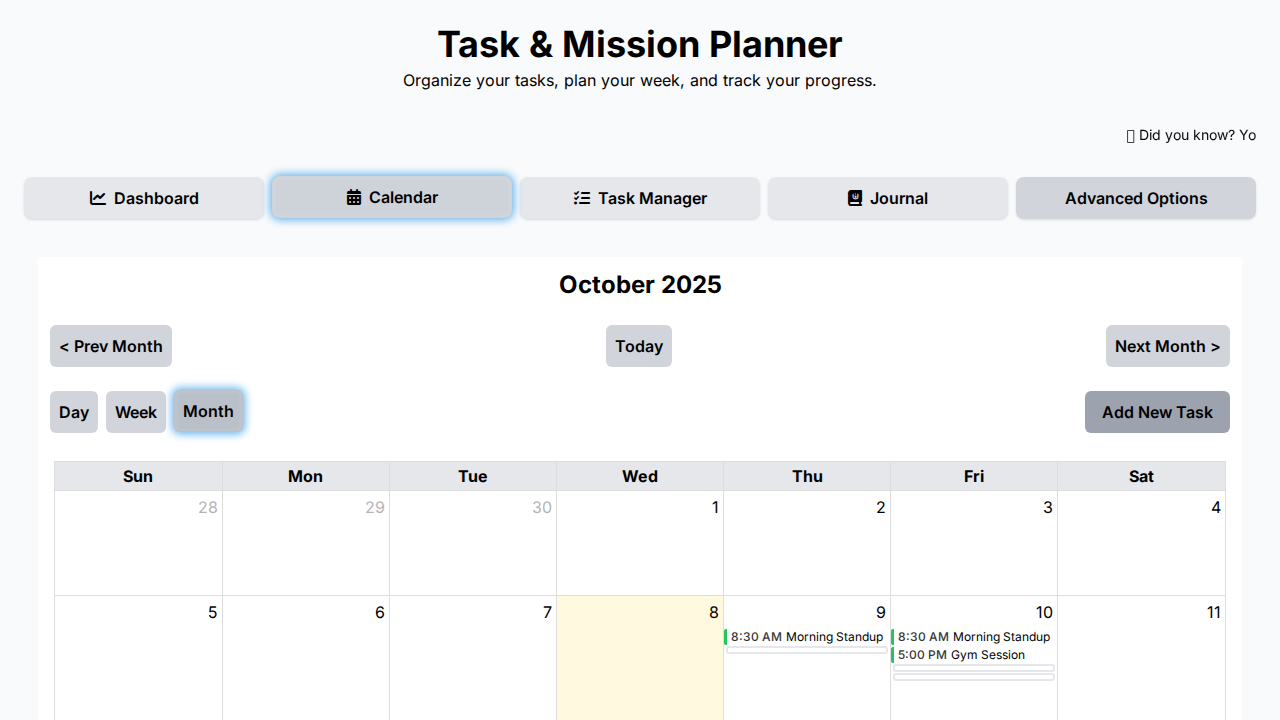 Task & Mission Planner
Organize your tasks, plan your week, and track your progress.
Did you know? Yo
Dashboard
Calendar
Task Manager
Journal
Advanced Options
October 2025
< Prev Month
Today
Next Month >
Day
Week
Month
Add New Task
Sun Mon Tue Wed Thu Fri Sat
28 29 30 1 2 3 4
5 6 7 8 9 10 11
8:30 AM Morning Standup
8:30 AM Morning Standup
5:00 PM Gym Session